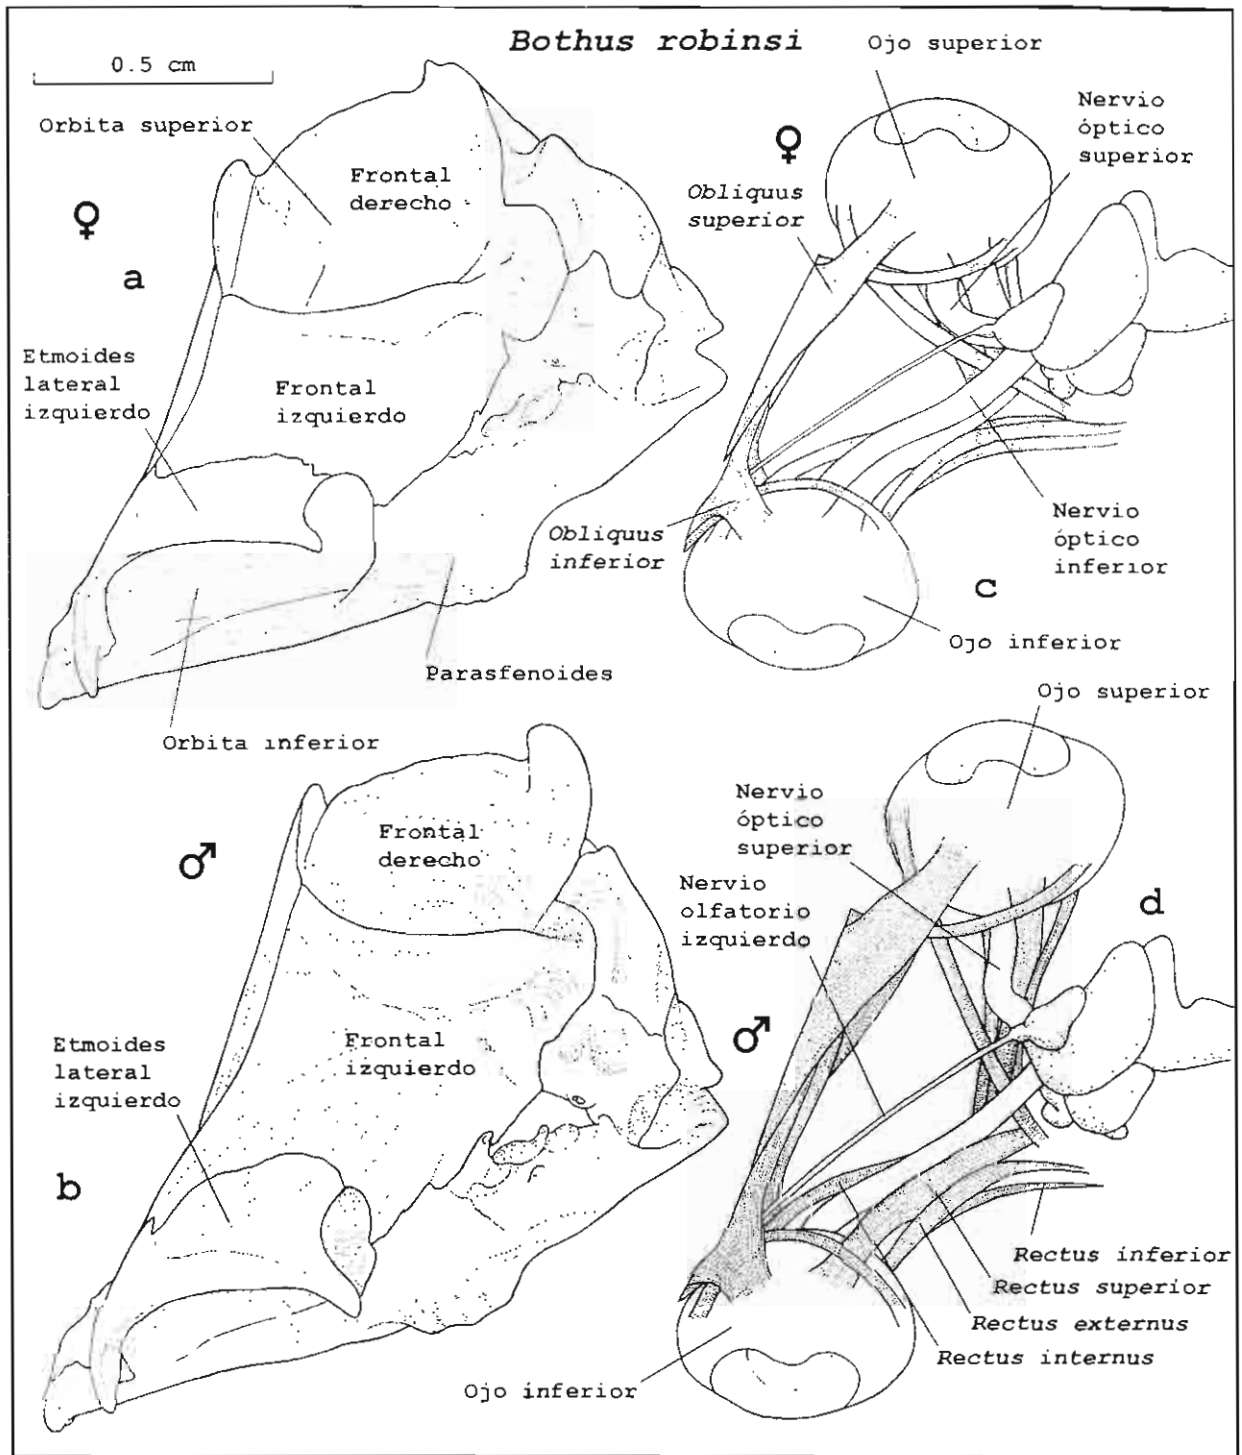 Bothus robinsi
0.5 cm
Orbita superior
Frontal
derecho
♀
a
Etmoides
lateral
izquierdo
Frontal
izquierdo
Parasfenoides
Orbita inferior
Ojo superior
♀
Nervio
óptico
superior
Obliquus
superior
Obliquus
inferior
Nervio
óptico
inferior
c
Ojo inferior
♂
Frontal
derecho
Etmoides
lateral
izquierdo
Frontal
izquierdo
b
Ojo superior
Nervio
óptico
superior
Nervio
olfatorio
izquierdo
d
♂
Rectus inferior
Rectus superior
Rectus externus
Rectus internus
Ojo inferior